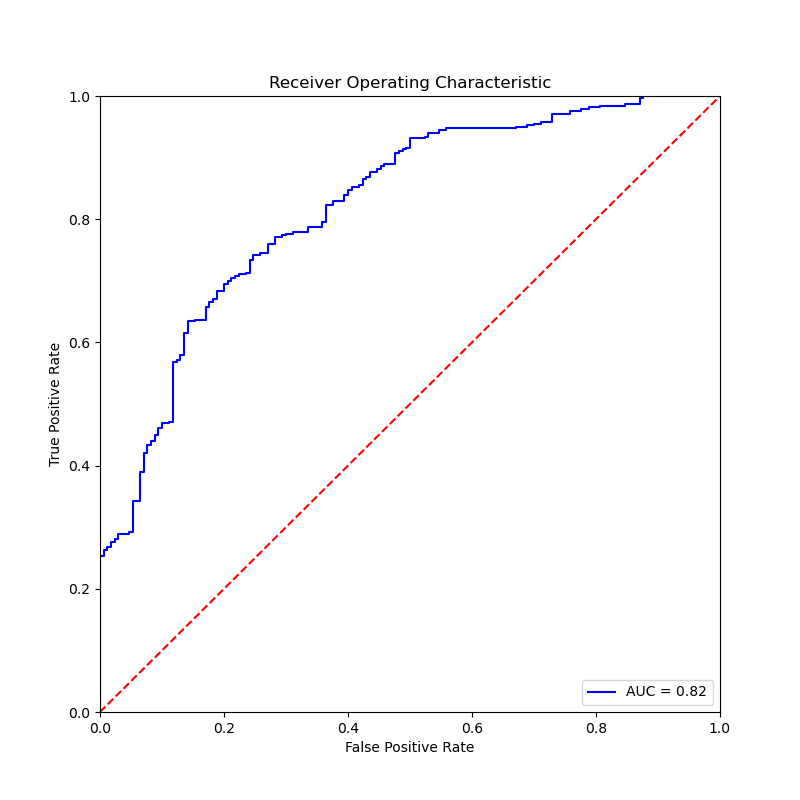 Receiver Operating Characteristic
1.0
0.8
0.6
0.4
0.2
0.0
True Positive Rate
AUC = 0.82
0.0 0.2 0.4 0.6 0.8 1.0
False Positive Rate